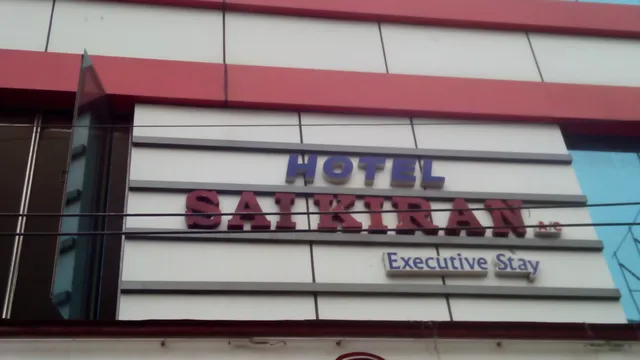 HOTEL
SAI KIRAN A/C
Executive Stay